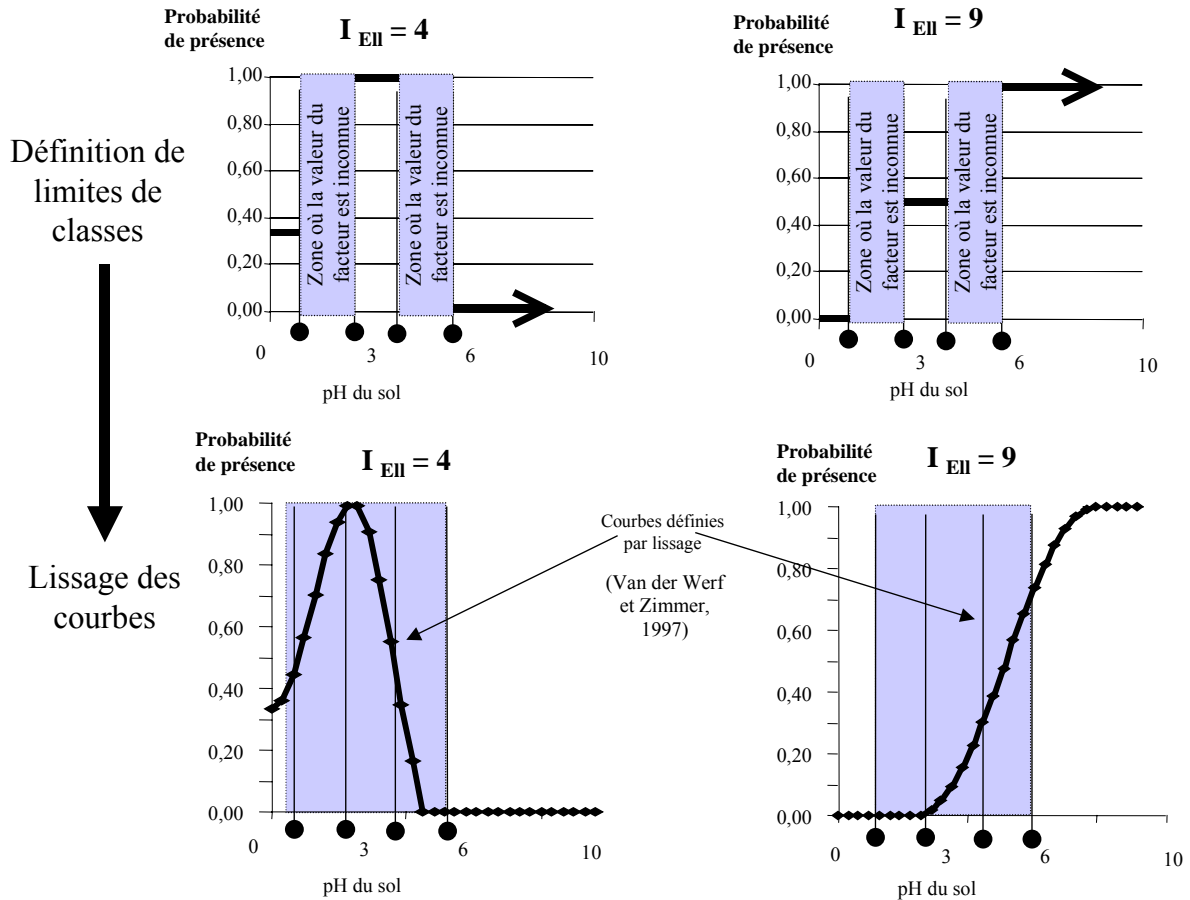 Probabilité
de présence
I Ell = 4
1,00
0,80
0,60
0,40
0,20
0,00
Zone où la valeur du
facteur est inconnue
Zone où la valeur du
facteur est inconnue
0
3
6
10
pH du sol
Probabilité
de présence
I Ell = 9
1,00
0,80
0,60
0,40
0,20
0,00
Zone où la valeur du
facteur est inconnue
Zone où la valeur du
facteur est inconnue
0
3
6
10
pH du sol
Définition de
limites de
classes
Lissage des
courbes
Probabilité
de présence
I Ell = 4
1,00
0,80
0,60
0,40
0,20
0,00
0
3
6
10
pH du sol
Courbes définies
par lissage
(Van der Werf
et Zimmer,
1997)
Probabilité
de présence
I Ell = 9
1,00
0,80
0,60
0,40
0,20
0,00
0
3
6
10
pH du sol